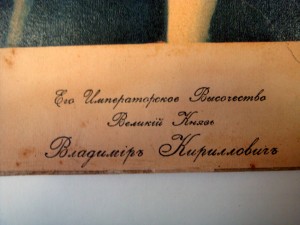 Его Императорское Высочество
Великій Князь
Владиміръ Кирилловичъ